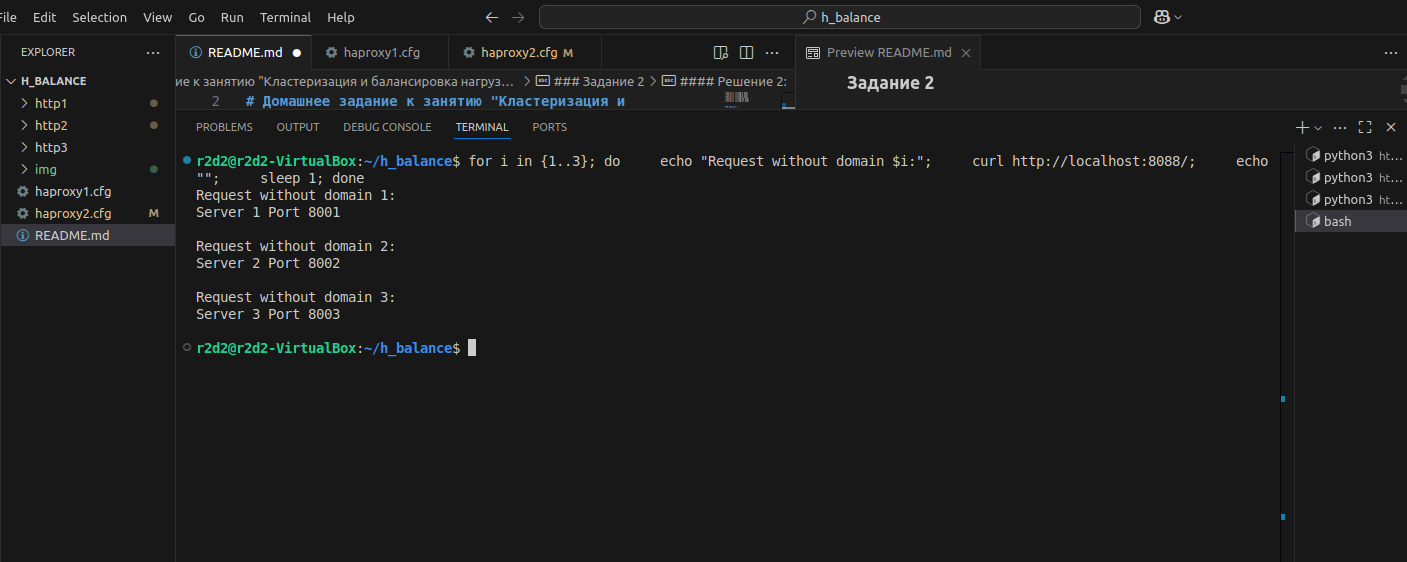 File Edit Selection View Go Run Terminal Help
h_balance
EXPLORER
README.md
haproxy1.cfg
haproxy2.cfg M
Preview README.md
H_BALANCE
ие к занятию "Кластеризация и балансировка нагруз… > ### Задание 2 > #### Решение 2:
2 # Домашнее задание к занятию "Кластеризация и
Задание 2
http1
http2
http3
img
haproxy1.cfg
haproxy2.cfg M
README.md
PROBLEMS OUTPUT DEBUG CONSOLE TERMINAL PORTS
r2d2@r2d2-VirtualBox:~/h_balance$ for i in {1..3}; do     echo "Request without domain $i:";     curl http://localhost:8088/;     echo
"";     sleep 1; done
Request without domain 1:
Server 1 Port 8001
Request without domain 2:
Server 2 Port 8002
Request without domain 3:
Server 3 Port 8003
r2d2@r2d2-VirtualBox:~/h_balance$
python3 ht…
python3 ht…
python3 ht…
bash